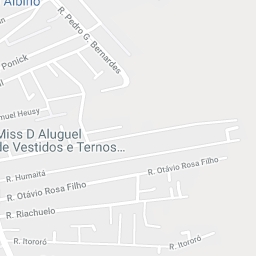 Albino
R. Pedro G. Bernardes
Ponick
muel Heusy
Miss D Aluguel
de Vestidos e Ternos...
R. Otávio Rosa Filho
R. Humaitá
R. Otávio Rosa Filho
R. Riachuelo
R. Itororó
R. Itororó